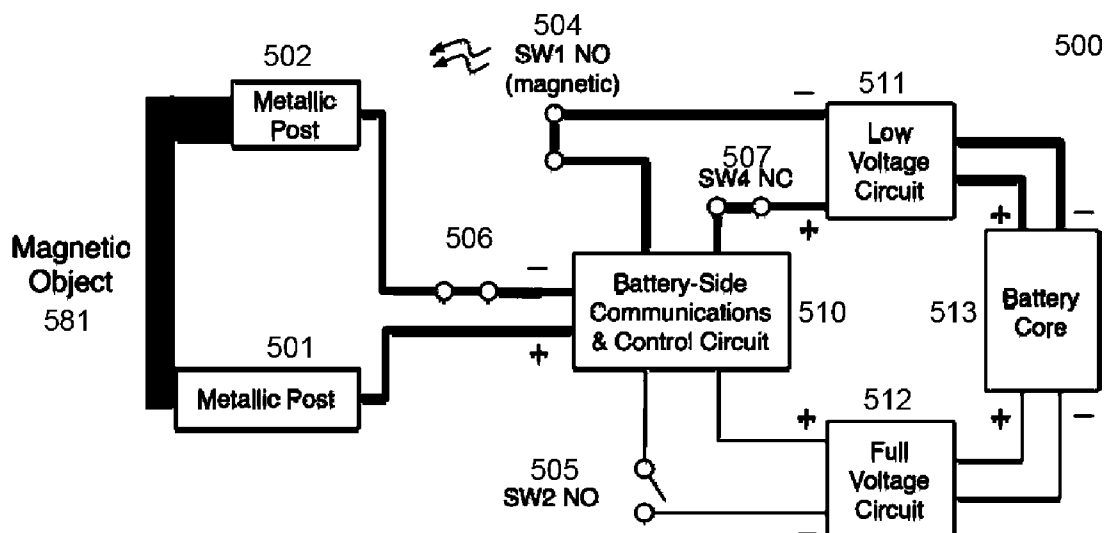 504
SW1 NO
(magnetic)
500
502
Metallic
Post
–
511
Low
Voltage
Circuit
507
SW4 NC
+
+
–
Magnetic
Object
581
506
–
+
Battery-Side
Communications
& Control Circuit
510
513
Battery
Core
501
Metallic Post
505
SW2 NO
+
512
Full
Voltage
Circuit
–
+
–